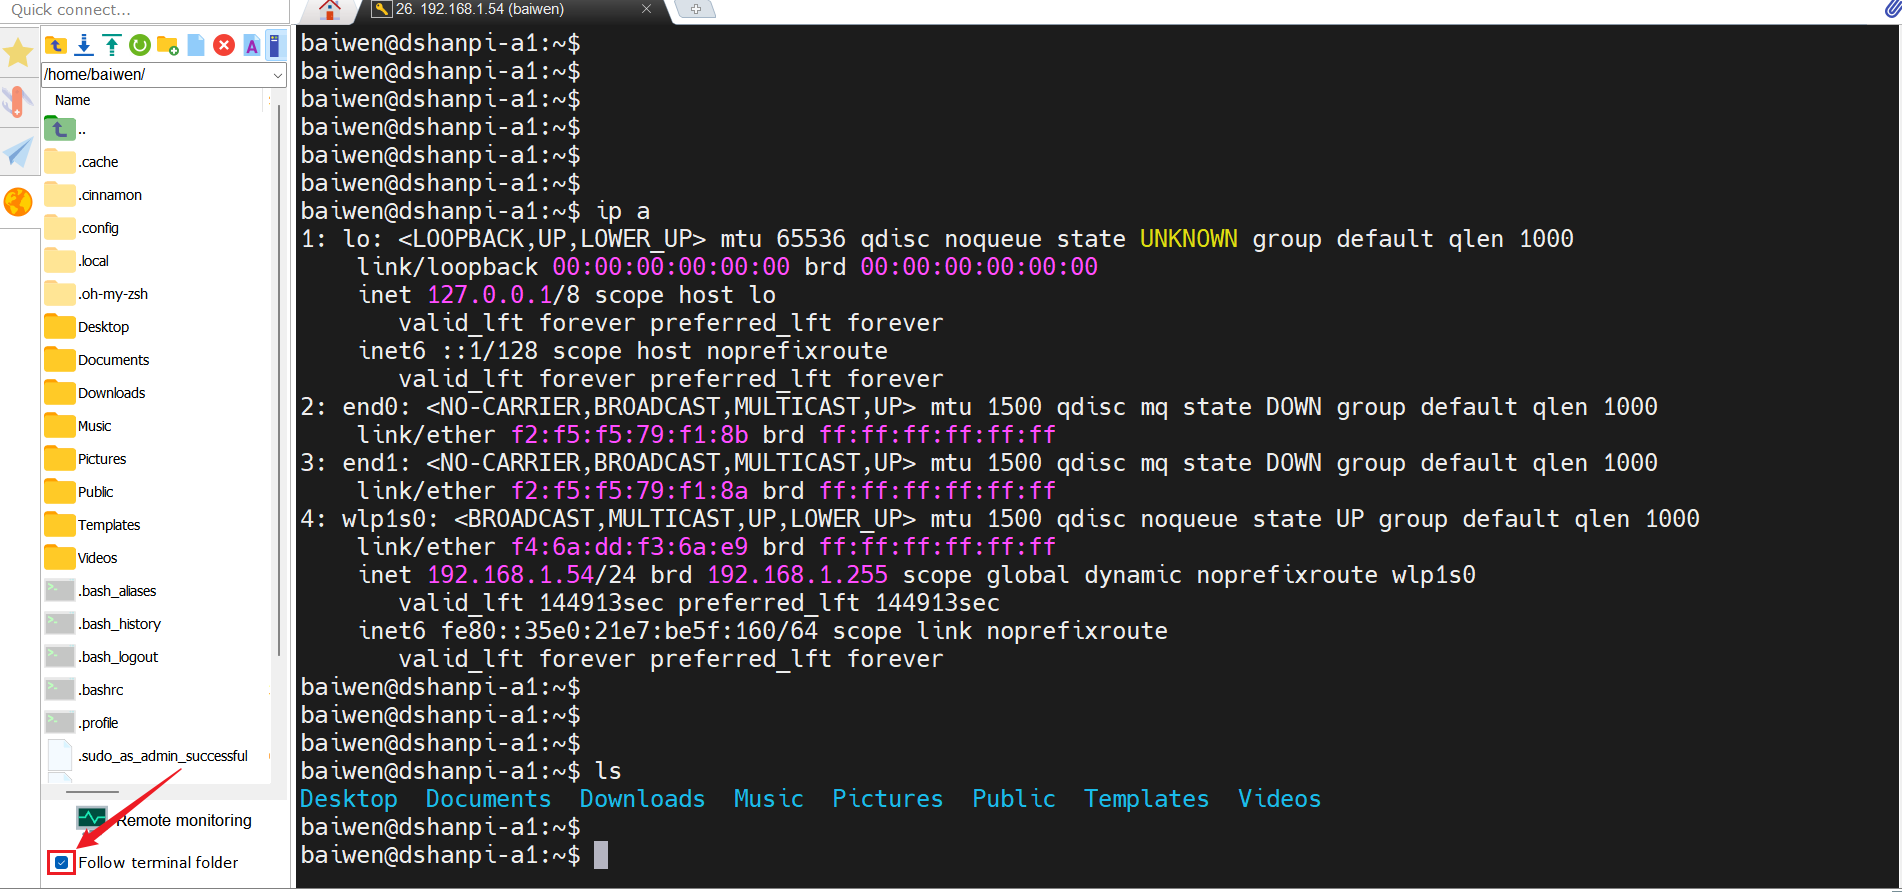 Quick connect...
26. 192.168.1.54 (baiwen)
/home/baiwen/
Name
..
.cache
.cinnamon
.config
.local
.oh-my-zsh
Desktop
Documents
Downloads
Music
Pictures
Public
Templates
Videos
.bash_aliases
.bash_history
.bash_logout
.bashrc
.profile
.sudo_as_admin_successful
Remote monitoring
Follow terminal folder
baiwen@dshanpi-a1:~$
baiwen@dshanpi-a1:~$
baiwen@dshanpi-a1:~$
baiwen@dshanpi-a1:~$
baiwen@dshanpi-a1:~$
baiwen@dshanpi-a1:~$
baiwen@dshanpi-a1:~$ ip a
1: lo: <LOOPBACK,UP,LOWER_UP> mtu 65536 qdisc noqueue state UNKNOWN group default qlen 1000
    link/loopback 00:00:00:00:00:00 brd 00:00:00:00:00:00
    inet 127.0.0.1/8 scope host lo
       valid_lft forever preferred_lft forever
    inet6 ::1/128 scope host noprefixroute
       valid_lft forever preferred_lft forever
2: end0: <NO-CARRIER,BROADCAST,MULTICAST,UP> mtu 1500 qdisc mq state DOWN group default qlen 1000
    link/ether f2:f5:f5:79:f1:8b brd ff:ff:ff:ff:ff:ff
3: end1: <NO-CARRIER,BROADCAST,MULTICAST,UP> mtu 1500 qdisc mq state DOWN group default qlen 1000
    link/ether f2:f5:f5:79:f1:8a brd ff:ff:ff:ff:ff:ff
4: wlp1s0: <BROADCAST,MULTICAST,UP,LOWER_UP> mtu 1500 qdisc noqueue state UP group default qlen 1000
    link/ether f4:6a:dd:f3:6a:e9 brd ff:ff:ff:ff:ff:ff
    inet 192.168.1.54/24 brd 192.168.1.255 scope global dynamic noprefixroute wlp1s0
       valid_lft 144913sec preferred_lft 144913sec
    inet6 fe80::35e0:21e7:be5f:160/64 scope link noprefixroute
       valid_lft forever preferred_lft forever
baiwen@dshanpi-a1:~$
baiwen@dshanpi-a1:~$
baiwen@dshanpi-a1:~$
baiwen@dshanpi-a1:~$ ls
Desktop  Documents  Downloads  Music  Pictures  Public  Templates  Videos
baiwen@dshanpi-a1:~$
baiwen@dshanpi-a1:~$